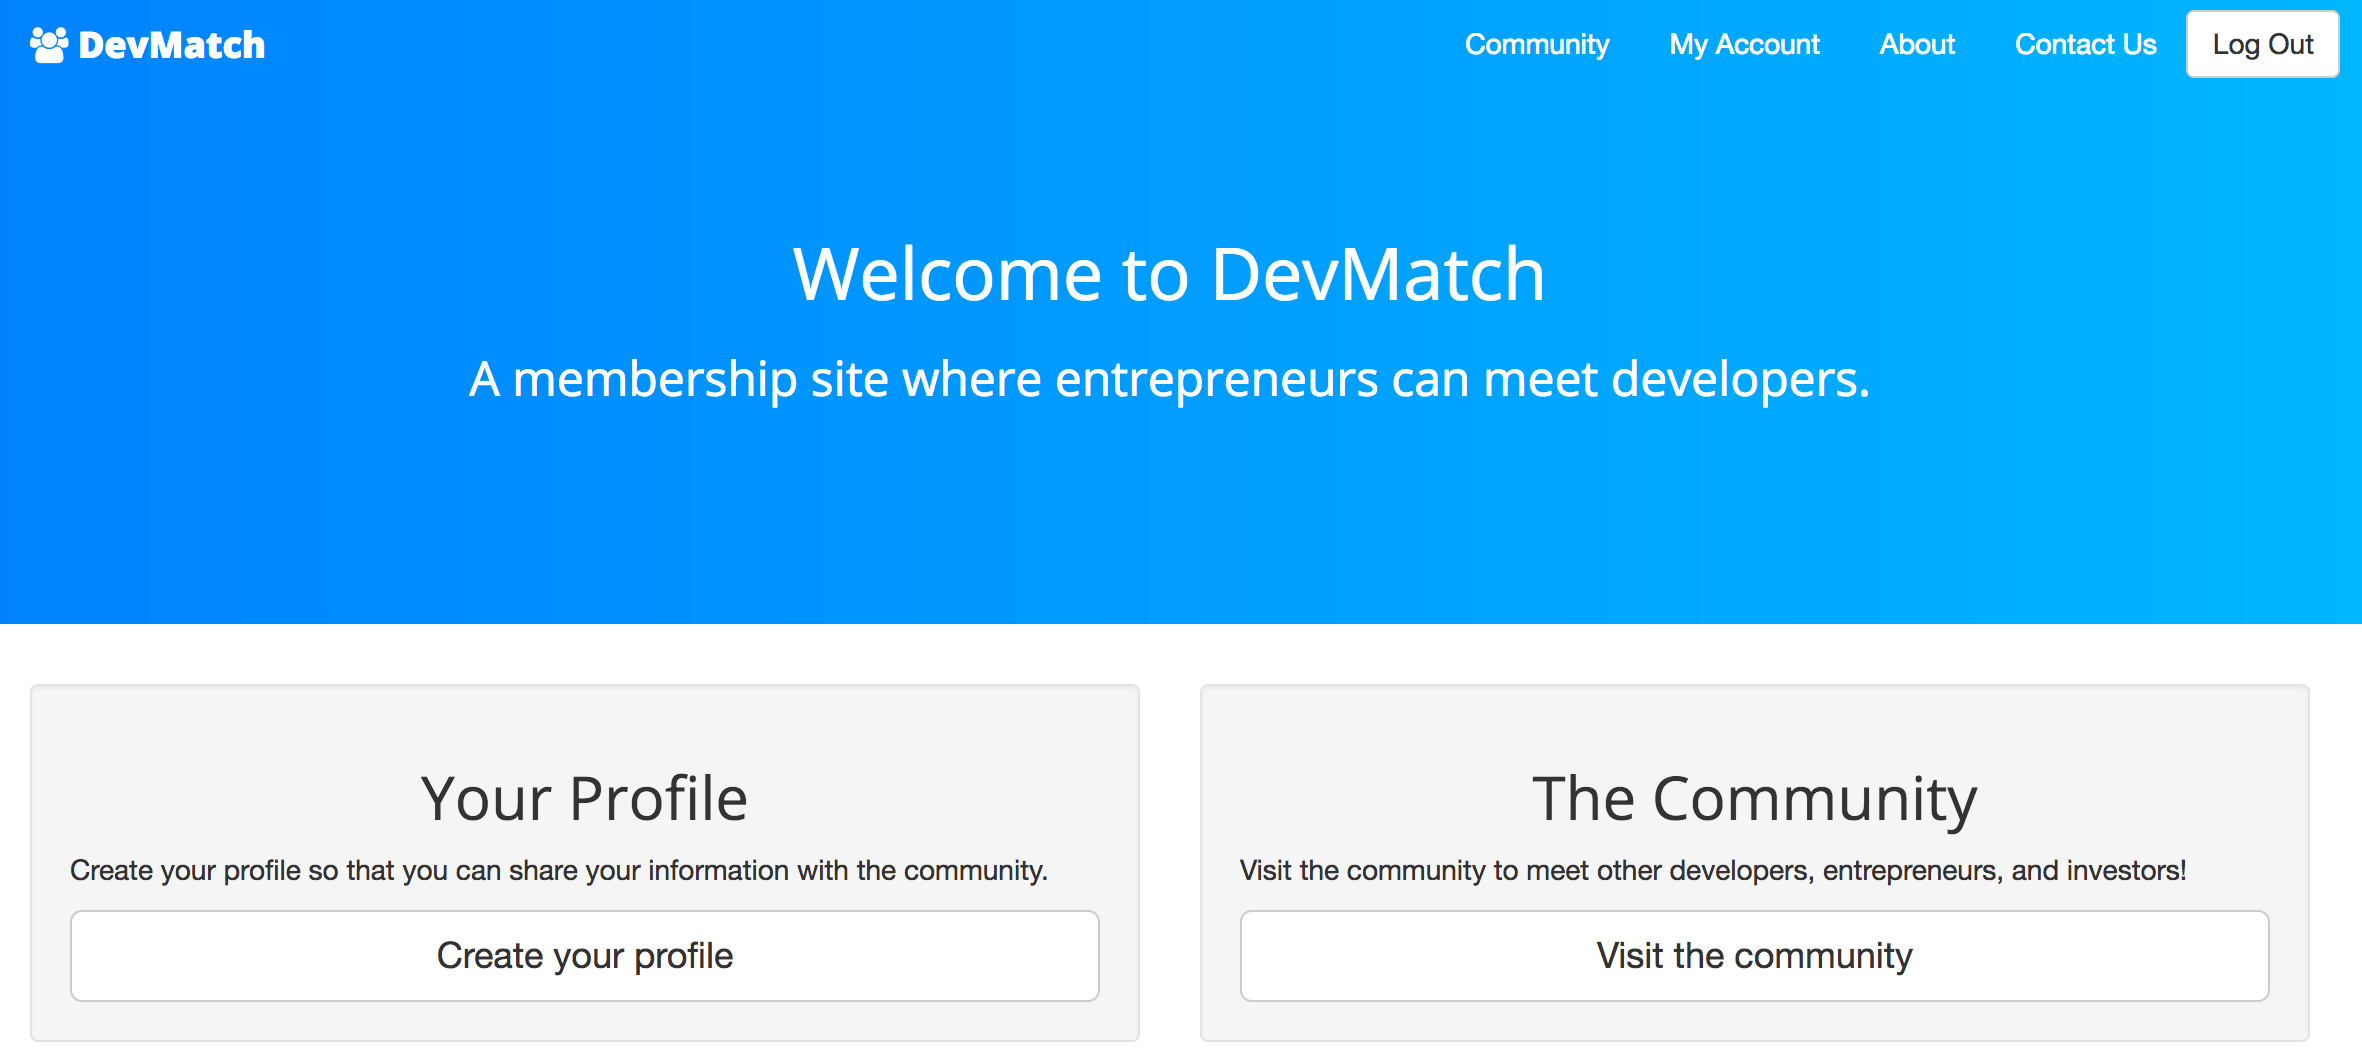 DevMatch
Community
My Account
About
Contact Us
Log Out
Welcome to DevMatch
A membership site where entrepreneurs can meet developers.
Your Profile
Create your profile so that you can share your information with the community.
Create your profile
The Community
Visit the community to meet other developers, entrepreneurs, and investors!
Visit the community